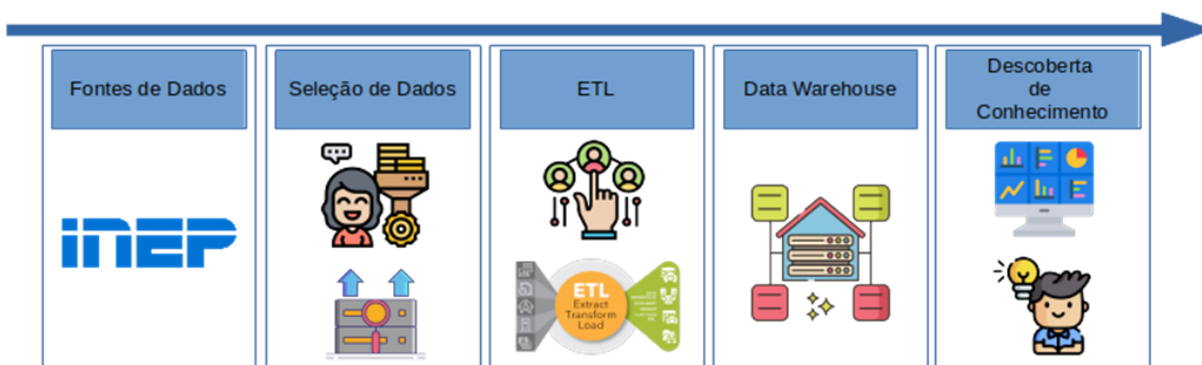 Fontes de Dados
Seleção de Dados
ETL
Data Warehouse
Descoberta
de
Conhecimento
inep
ETL
Extract
Transform
Load